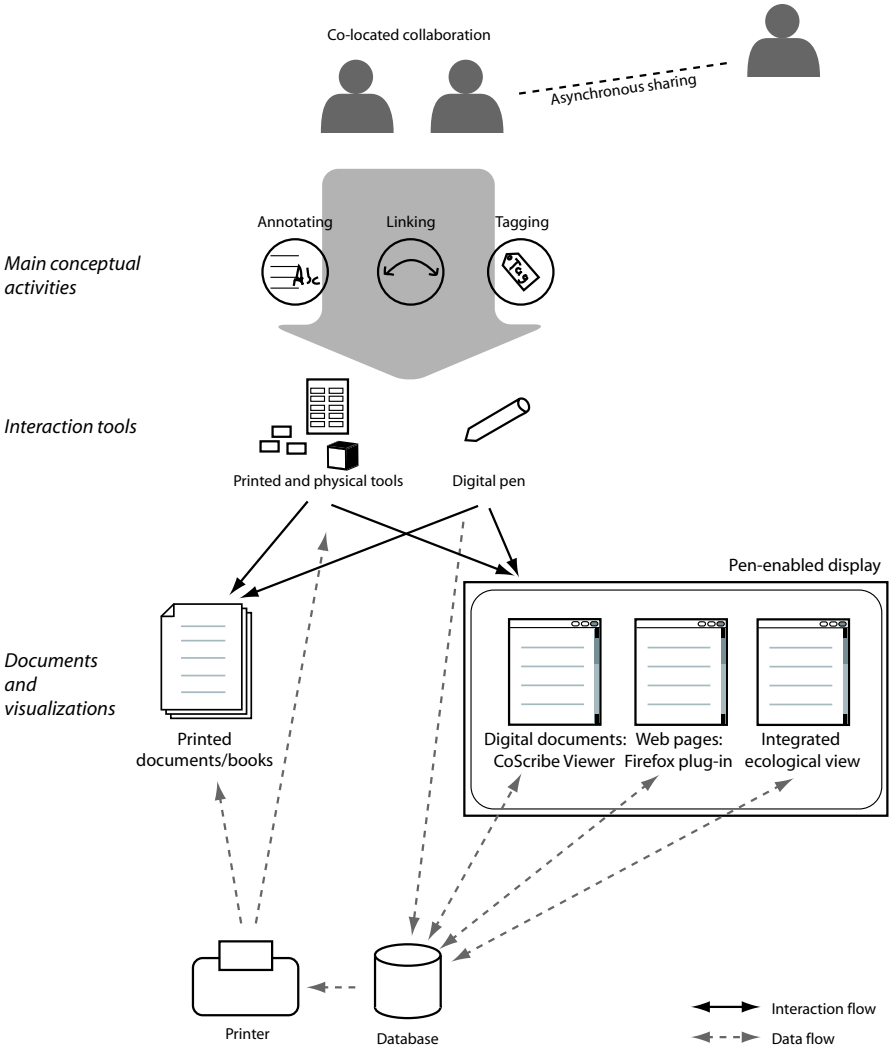 Co-located collaboration
Asynchronous sharing
Annotating
Linking
Tagging
Abc
Tag
Main conceptual
activities
Interaction tools
Printed and physical tools
Digital pen
Pen-enabled display
Documents
and
visualizations
Printed
documents/books
Digital documents:
CoScribe Viewer
Web pages:
Firefox plug-in
Integrated
ecological view
Printer
Database
Interaction flow
Data flow